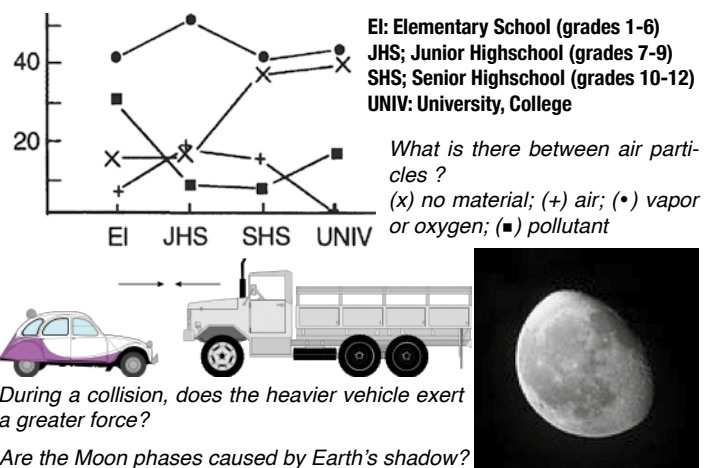 40
20
EI JHS SHS UNIV
EI: Elementary School (grades 1-6)
JHS; Junior Highschool (grades 7-9)
SHS; Senior Highschool (grades 10-12)
UNIV: University, College
What is there between air parti-
cles ?
(x) no material; (+) air; (•) vapor
or oxygen; (■) pollutant
During a collision, does the heavier vehicle exert
a greater force?
Are the Moon phases caused by Earth's shadow?